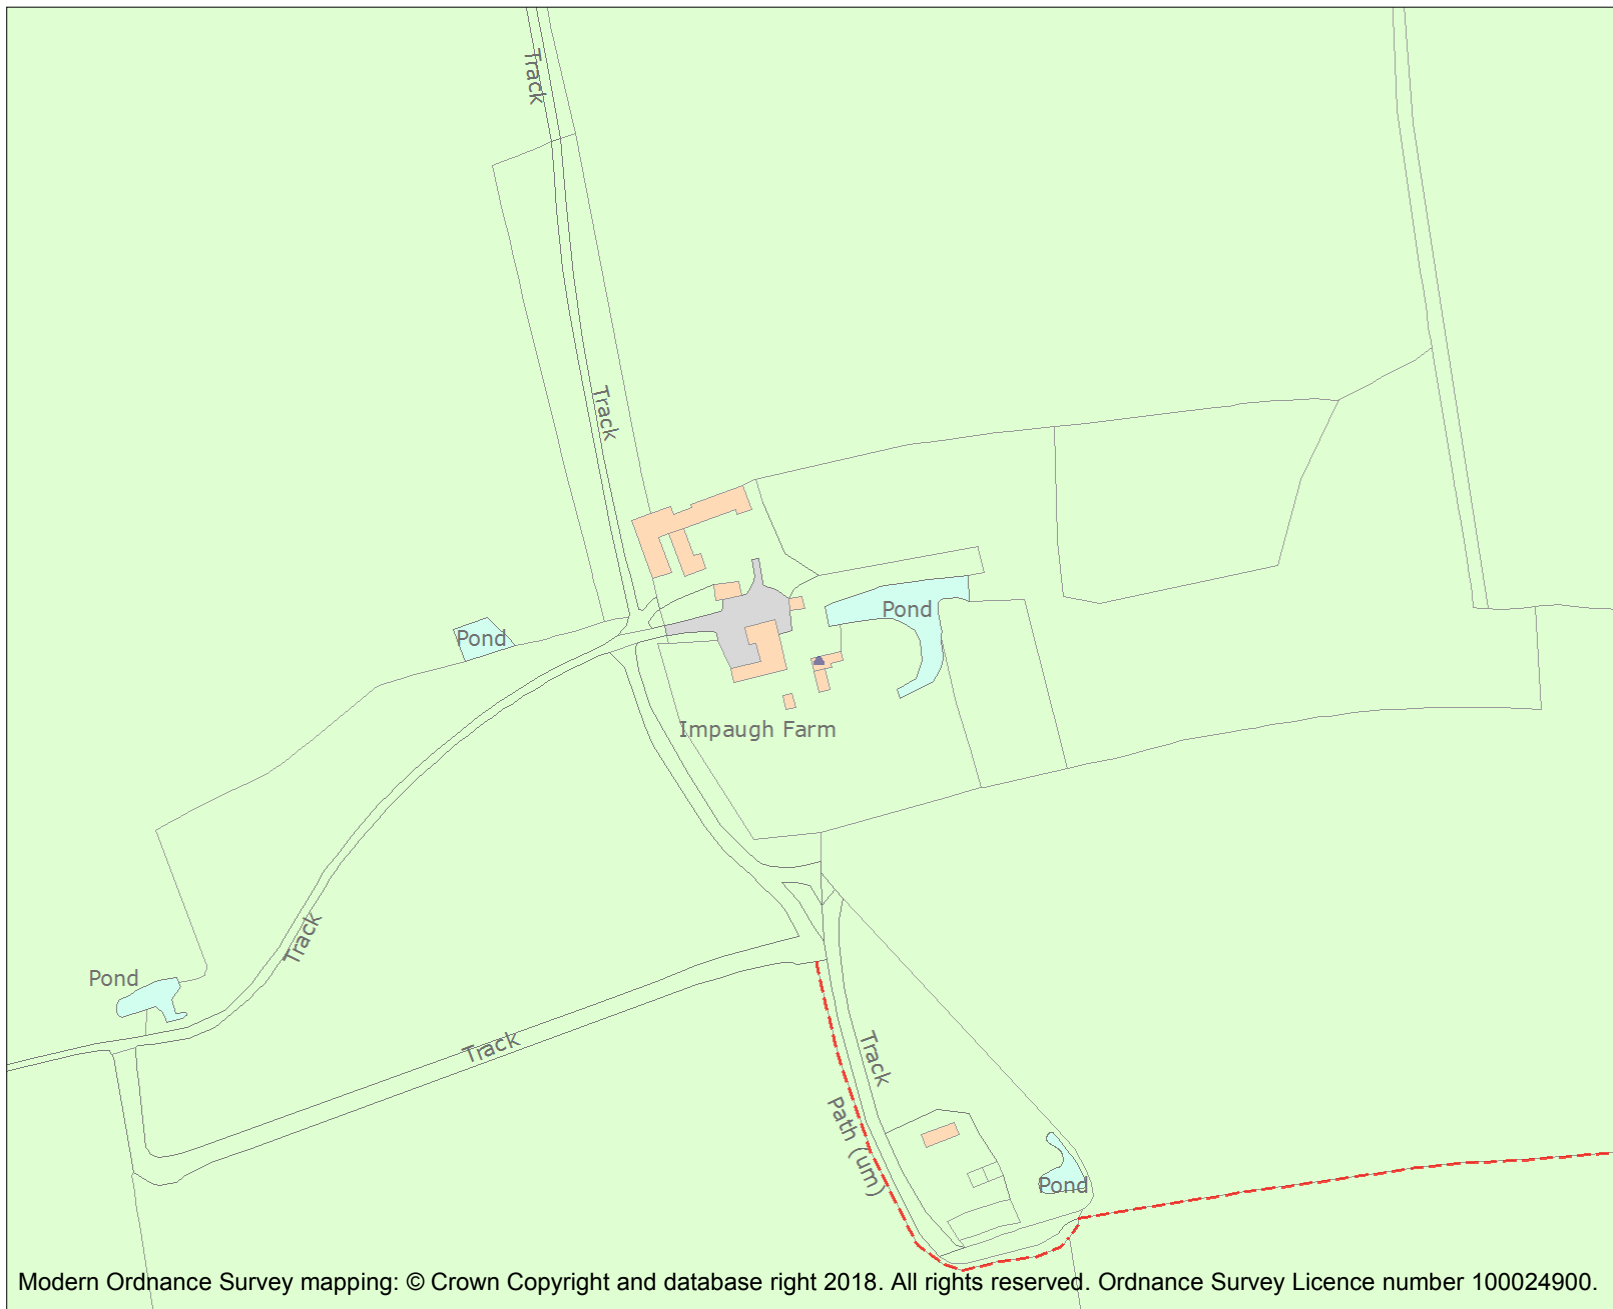 Track
Track
Pond
Pond
Impaugh Farm
Track
Pond
Track
Track
Path (um)
Pond
Modern Ordnance Survey mapping: © Crown Copyright and database right 2018. All rights reserved. Ordnance Survey Licence number 100024900.